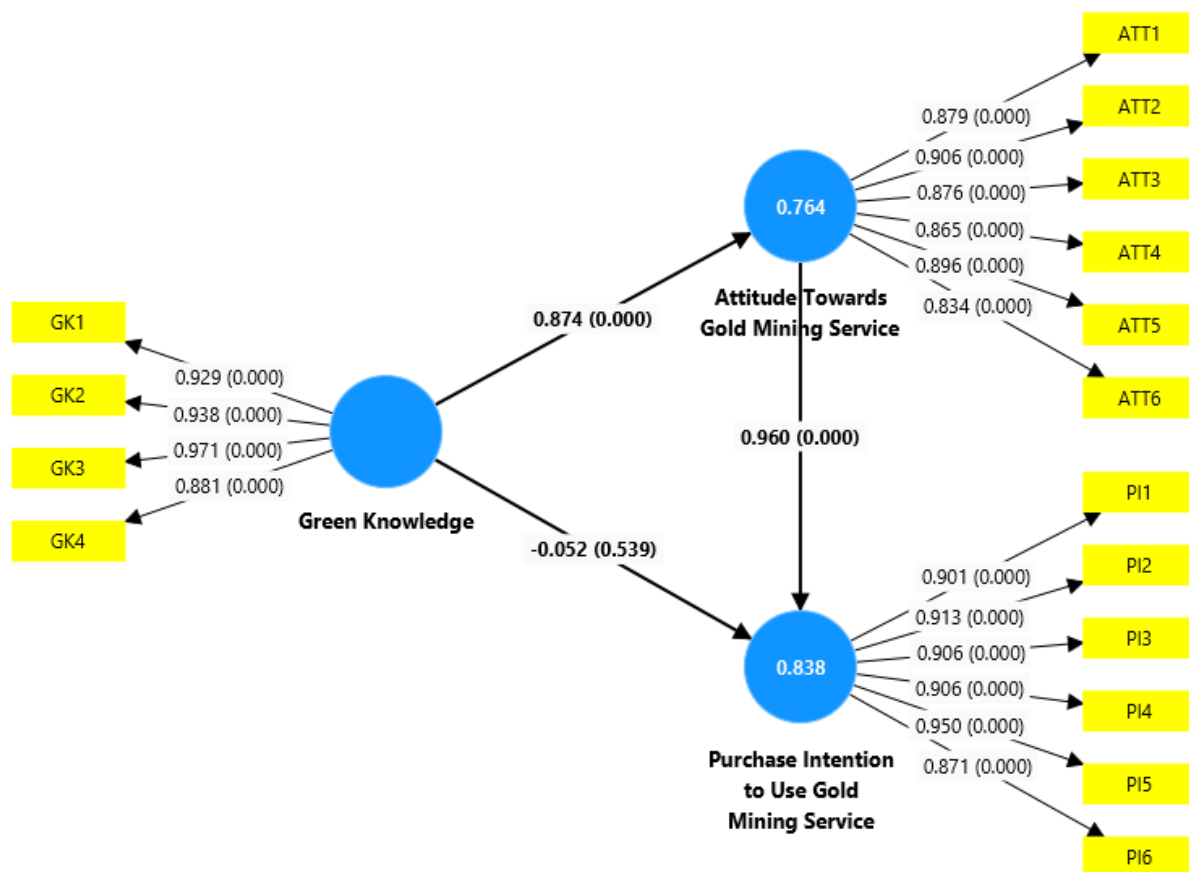 GK1
GK2
GK3
GK4
0.929 (0.000)
0.938 (0.000)
0.971 (0.000)
0.881 (0.000)
Green Knowledge
0.874 (0.000)
-0.052 (0.539)
0.764
Attitude Towards
Gold Mining Service
0.960 (0.000)
0.838
Purchase Intention
to Use Gold
Mining Service
0.879 (0.000)
0.906 (0.000)
0.876 (0.000)
0.865 (0.000)
0.896 (0.000)
0.834 (0.000)
ATT1
ATT2
ATT3
ATT4
ATT5
ATT6
0.901 (0.000)
0.913 (0.000)
0.906 (0.000)
0.906 (0.000)
0.950 (0.000)
0.871 (0.000)
PI1
PI2
PI3
PI4
PI5
PI6